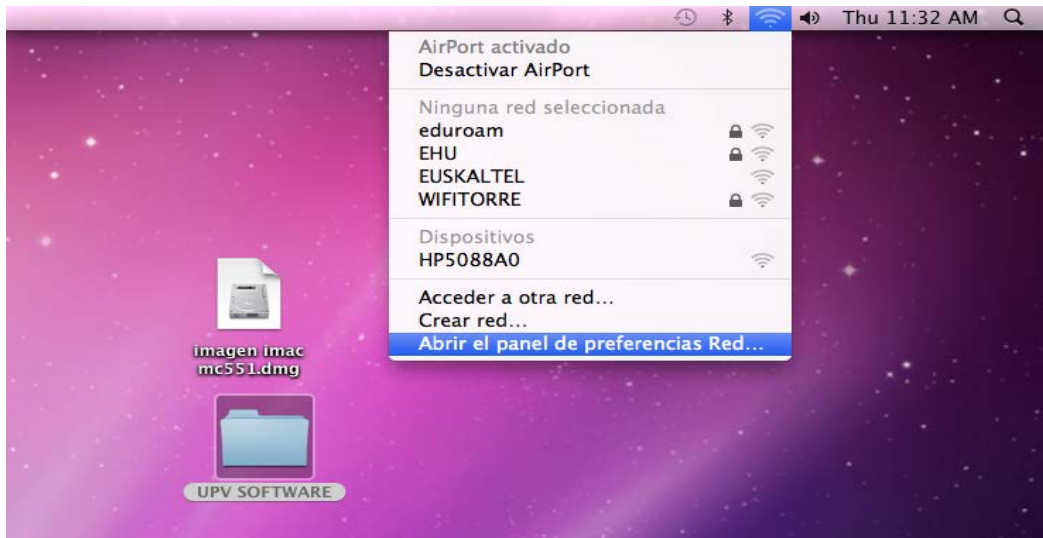 Thu 11:32 AM
AirPort activado
Desactivar AirPort
Ninguna red seleccionada
eduroam
EHU
EUSKALTEL
WIFITORRE
Dispositivos
HP5088A0
Acceder a otra red...
Crear red...
Abrir el panel de preferencias Red...
imagen imac
mc551.dmg
UPV SOFTWARE